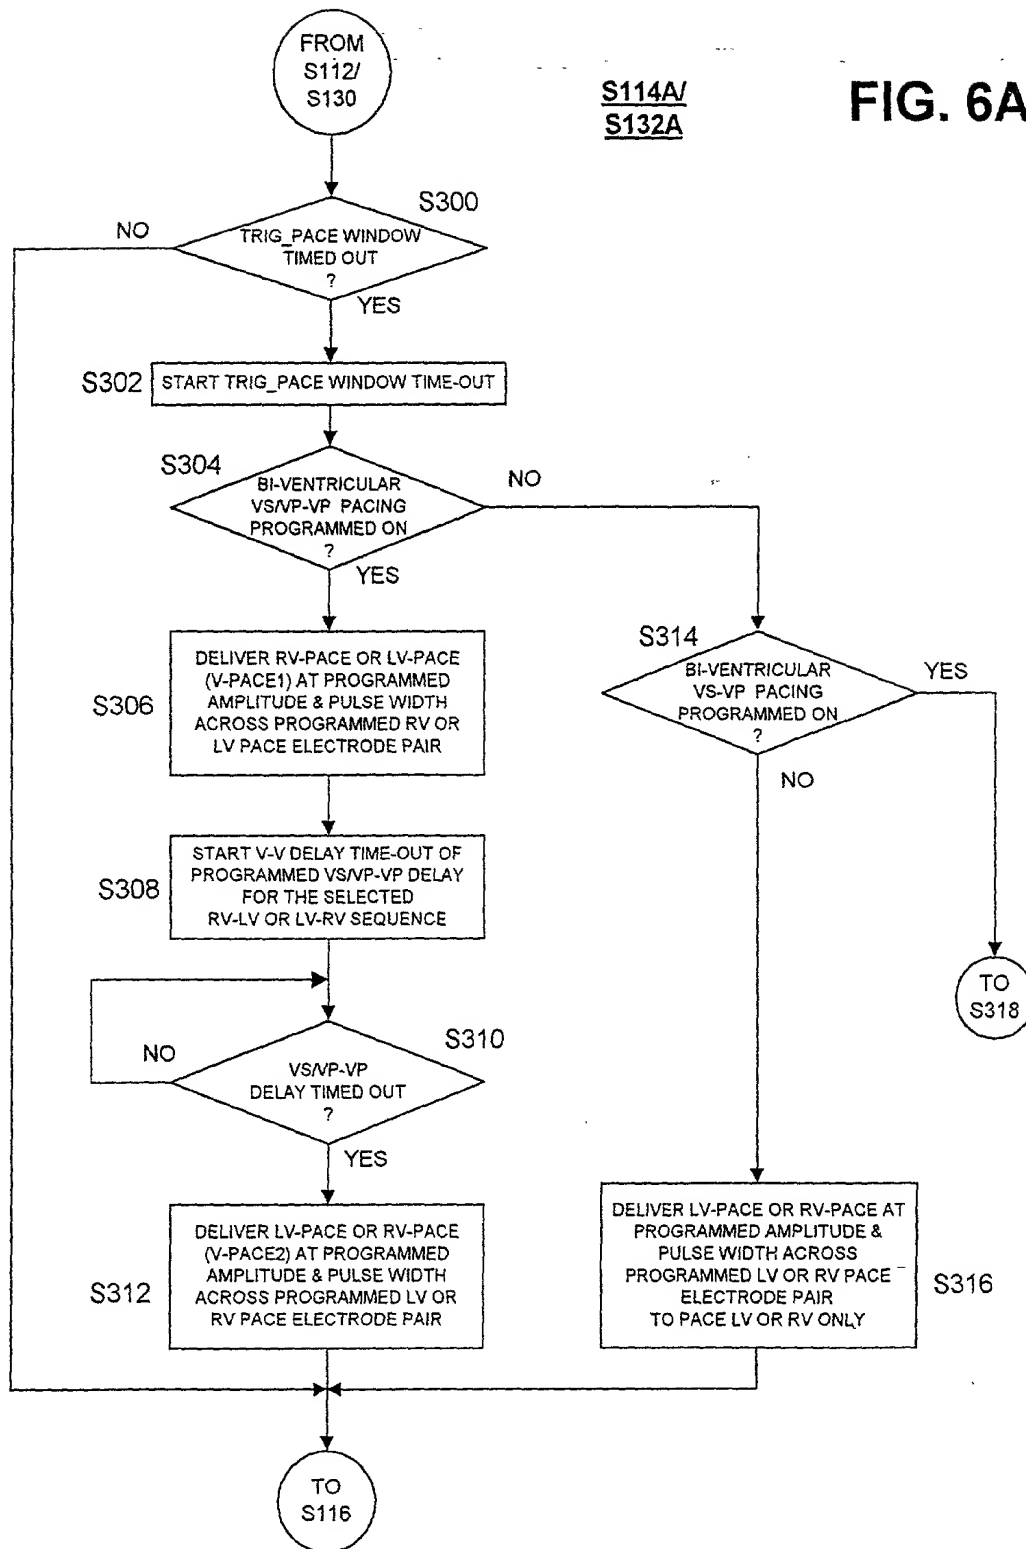 FROM
S112/
S130
S114A/
S132A
FIG. 6A
S300
NO
TRIG_PACE WINDOW
TIMED OUT
?
YES
S302
START TRIG_PACE WINDOW TIME-OUT
S304
BI-VENTRICULAR
VS/VP-VP PACING
PROGRAMMED ON
?
NO
YES
S306
DELIVER RV-PACE OR LV-PACE
(V-PACE1) AT PROGRAMMED
AMPLITUDE & PULSE WIDTH
ACROSS PROGRAMMED RV OR
LV PACE ELECTRODE PAIR
S314
BI-VENTRICULAR
VS-VP PACING
PROGRAMMED ON
?
YES
NO
S308
START V-V DELAY TIME-OUT OF
PROGRAMMED VS/VP-VP DELAY
FOR THE SELECTED
RV-LV OR LV-RV SEQUENCE
TO
S318
S310
NO
VS/VP-VP
DELAY TIMED OUT
?
YES
S312
DELIVER LV-PACE OR RV-PACE
(V-PACE2) AT PROGRAMMED
AMPLITUDE & PULSE WIDTH
ACROSS PROGRAMMED LV OR
RV PACE ELECTRODE PAIR
DELIVER LV-PACE OR RV-PACE AT
PROGRAMMED AMPLITUDE &
PULSE WIDTH ACROSS
PROGRAMMED LV OR RV PACE
ELECTRODE PAIR
TO PACE LV OR RV ONLY
S316
TO
S116